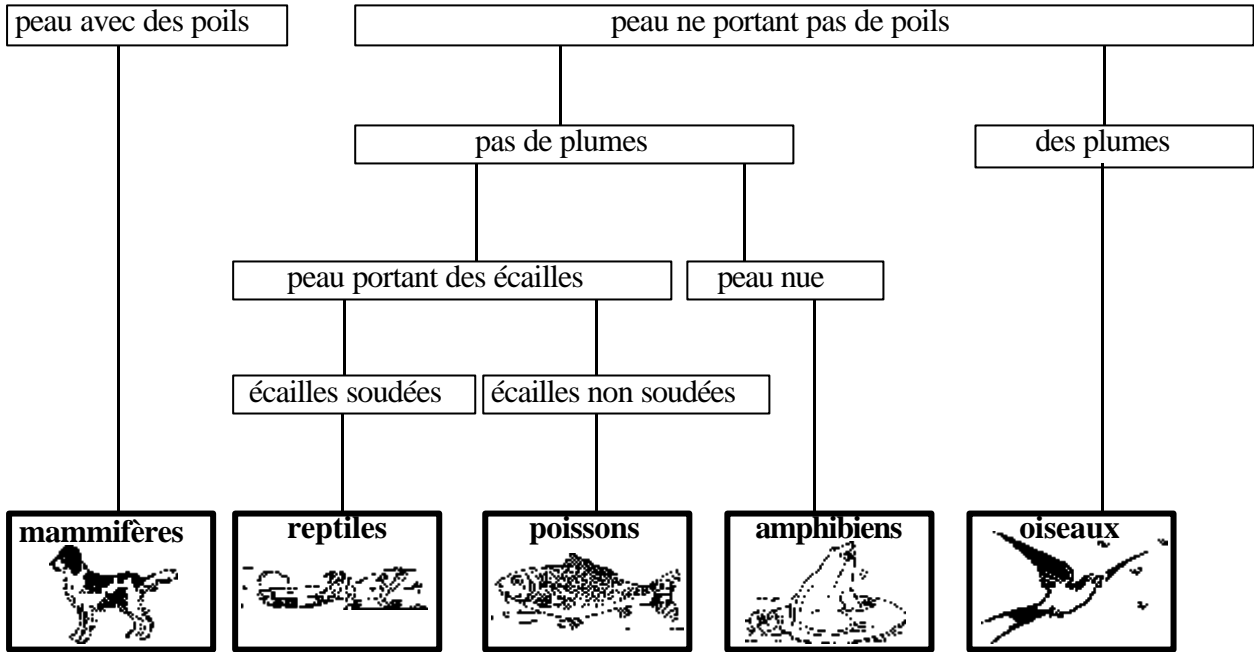 peau avec des poils
peau ne portant pas de poils
pas de plumes
des plumes
peau portant des écailles
peau nue
écailles soudées
écailles non soudées
mammifères
reptiles
poissons
amphibiens
oiseaux